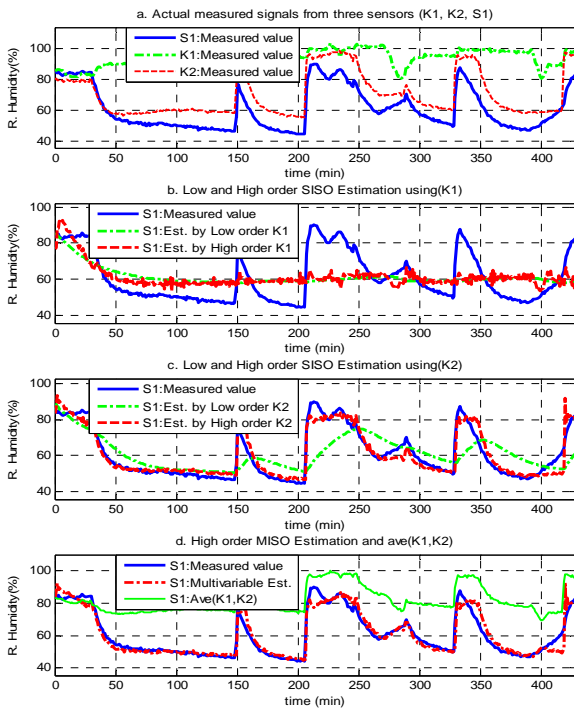 a. Actual measured signals from three sensors (K1, K2, S1)
R. Humidity(%)
100
80
60
40
S1:Measured value
K1:Measured value
K2:Measured value
0 50 100 150 200 250 300 350 400
time (min)
b. Low and High order SISO Estimation using(K1)
R. Humidity(%)
100
80
60
40
S1:Measured value
S1:Est. by Low order K1
S1:Est. by High order K1
0 50 100 150 200 250 300 350 400
time (min)
c. Low and High order SISO Estimation using(K2)
R. Humidity(%)
100
80
60
40
S1:Measured value
S1:Est. by Low order K2
S1:Est. by High order K2
0 50 100 150 200 250 300 350 400
time (min)
d. High order MISO Estimation and ave(K1,K2)
R. Humidity(%)
100
80
60
40
S1:Measured value
S1:Multivariable Est.
S1:Ave(K1,K2)
0 50 100 150 200 250 300 350 400
time (min)